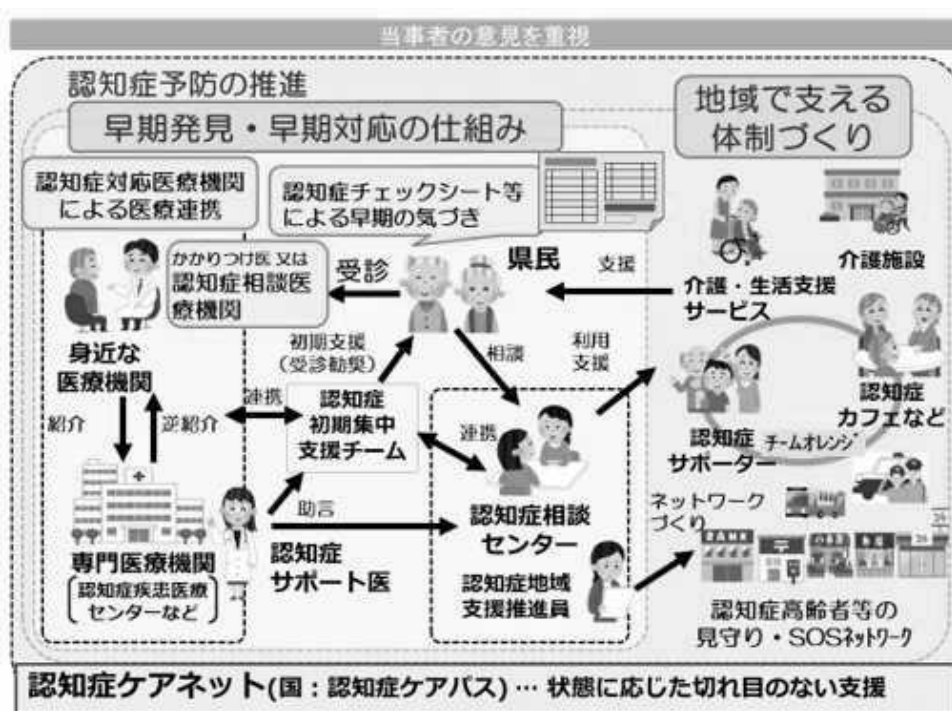 当事者の意見を重視
認知症予防の推進
早期発見・早期対応の仕組み
地域で支える
体制づくり
認知症対応医療機関
による医療連携
認知症チェックシート等
による早期の気づき
かかりつけ医 又は
認知症相談医
療機関
受診
県民
支援
介護・生活支援
サービス
介護施設
身近な
医療機関
初期支援
(受診勧奨)
相談
利用
支援
紹介
逆紹介
連携
認知症
初期集中
支援チーム
連携
認知症
カフェなど
認知症
サポーター
チームオレンジ
助言
認知症相談
センター
ネットワーク
づくり
BANK
専門医療機関
認知症疾患医療
センターなど
認知症
サポート医
認知症地域
支援推進員
認知症高齢者等の
見守り・SOSネットワーク
認知症ケアネット(国：認知症ケアパス) … 状態に応じた切れ目のない支援